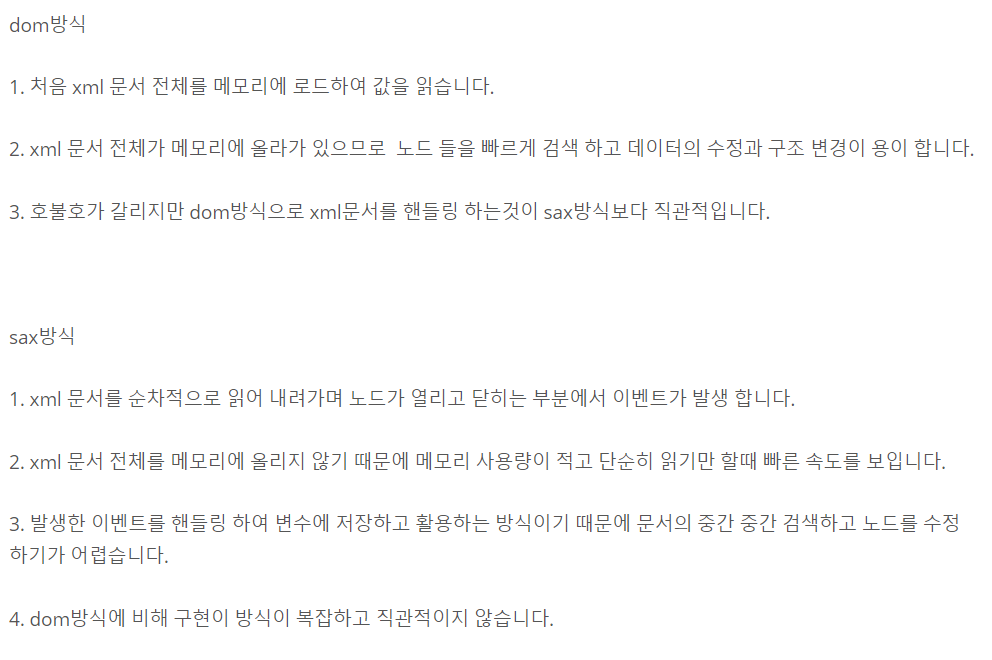 dom방식
1. 처음 xml 문서 전체를 메모리에 로드하여 값을 읽습니다.
2. xml 문서 전체가 메모리에 올라가 있으므로  노드 들을 빠르게 검색 하고 데이터의 수정과 구조 변경이 용이 합니다.
3. 호불호가 갈리지만 dom방식으로 xml문서를 핸들링 하는것이 sax방식보다 직관적입니다.
sax방식
1. xml 문서를 순차적으로 읽어 내려가며 노드가 열리고 닫히는 부분에서 이벤트가 발생 합니다.
2. xml 문서 전체를 메모리에 올리지 않기 때문에 메모리 사용량이 적고 단순히 읽기만 할때 빠른 속도를 보입니다.
3. 발생한 이벤트를 핸들링 하여 변수에 저장하고 활용하는 방식이기 때문에 문서의 중간 중간 검색하고 노드를 수정
하기가 어렵습니다.
4. dom방식에 비해 구현이 방식이 복잡하고 직관적이지 않습니다.